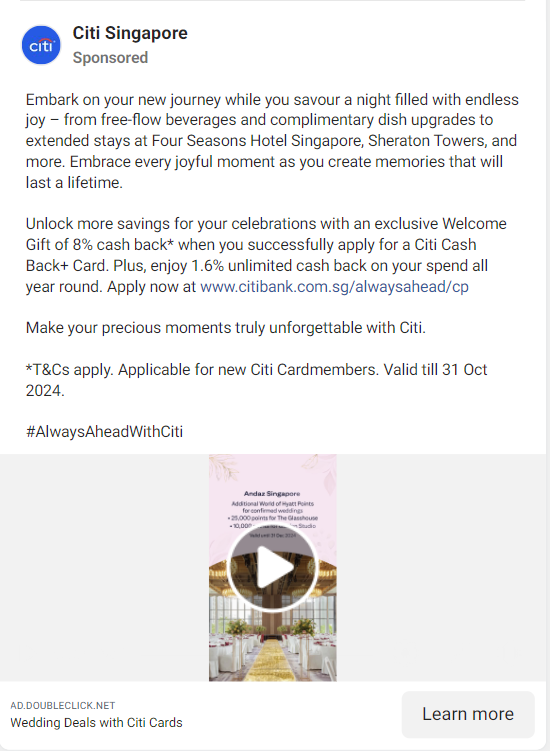 Citi Singapore
citi
Sponsored
Embark on your new journey while you savour a night filled with endless
joy – from free-flow beverages and complimentary dish upgrades to
extended stays at Four Seasons Hotel Singapore, Sheraton Towers, and
more. Embrace every joyful moment as you create memories that will
last a lifetime.
Unlock more savings for your celebrations with an exclusive Welcome
Gift of 8% cash back* when you successfully apply for a Citi Cash
Back+ Card. Plus, enjoy 1.6% unlimited cash back on your spend all
year round. Apply now at www.citibank.com.sg/alwaysahead/cp
Make your precious moments truly unforgettable with Citi.
*T&Cs apply. Applicable for new Citi Cardmembers. Valid till 31 Oct
2024.
#AlwaysAheadWithCiti
Andaz Singapore
Additional World of Hyatt Points
for confirmed weddings
• 25,000 points for The Glasshouse
Studio
Valid until 31 Dec 2024
AD.DOUBLECLICK.NET
Wedding Deals with Citi Cards
Learn more